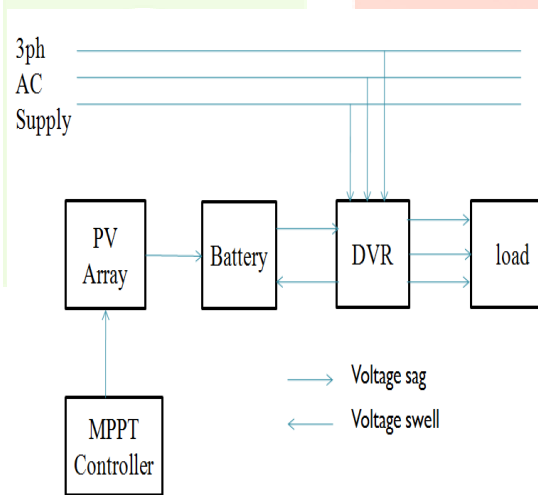 3ph
AC
Supply
PV
Array
Battery
DVR
load
Voltage sag
Voltage swell
MPPT
Controller